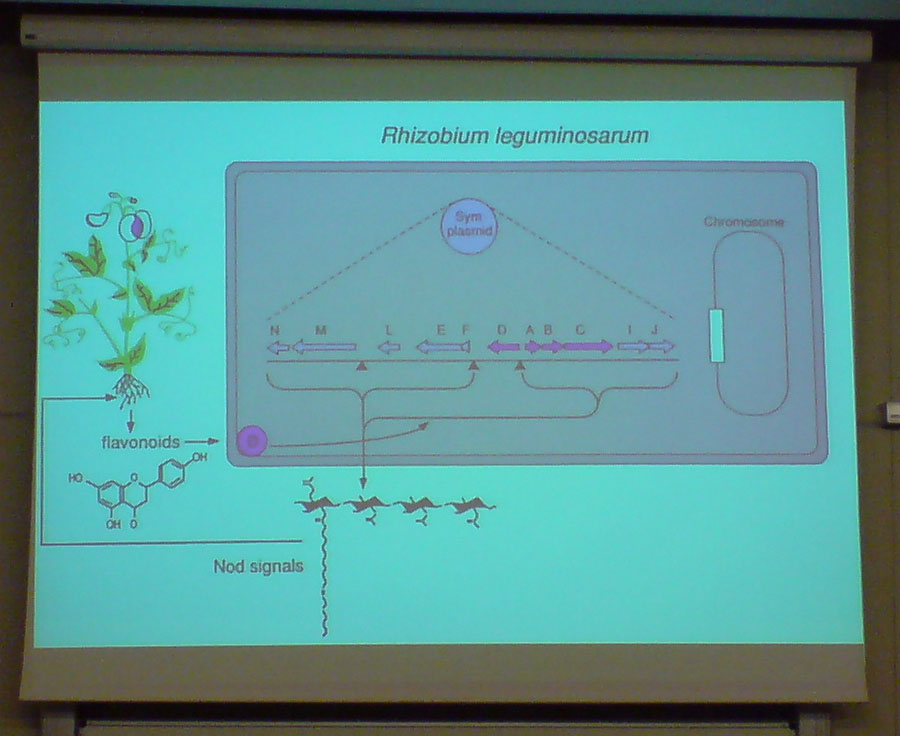 Rhizobium leguminosarum
Sym
plasmid
Chromosome
N M L E F D A B C I J
flavonoids
OH
HO
O
OH O
Nod signals